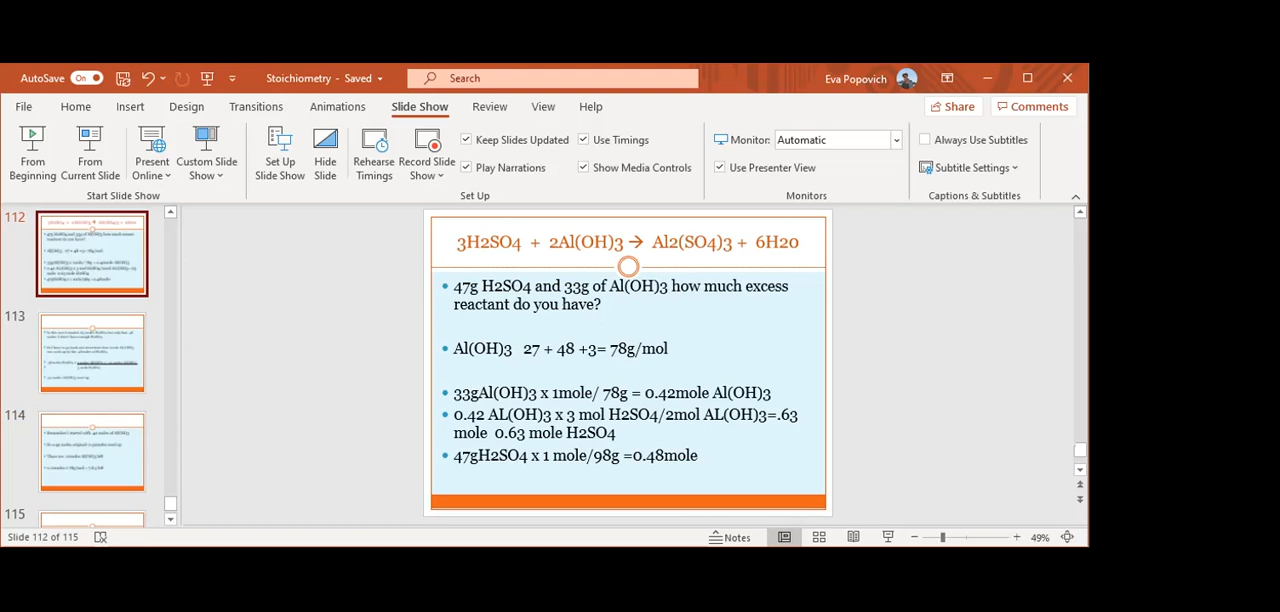 AutoSave On Stoichiometry - Saved Search Eva Popovich
File Home Insert Design Transitions Animations Slide Show Review View Help Share Comments
From Beginning
From Current Slide
Present Online
Custom Slide Show
Set Up Slide Show
Hide Slide
Rehearse Timings
Record Slide Show
Keep Slides Updated
Play Narrations
Use Timings
Show Media Controls
Monitor: Automatic
Use Presenter View
Always Use Subtitles
Subtitle Settings
Start Slide Show Set Up Monitors Captions & Subtitles
112
113
114
115
3H2SO4 + 2Al(OH)3 → Al2(SO4)3 + 6H20
• 47g H2SO4 and 33g of Al(OH)3 how much excess
reactant do you have?
• Al(OH)3 27 + 48 +3= 78g/mol
• 33gAl(OH)3 x 1mole/ 78g = 0.42mole Al(OH)3
• 0.42 AL(OH)3 x 3 mol H2SO4/2mol AL(OH)3=.63
mole 0.63 mole H2SO4
• 47gH2SO4 x 1 mole/98g =0.48mole
Slide 112 of 115 Notes 49%